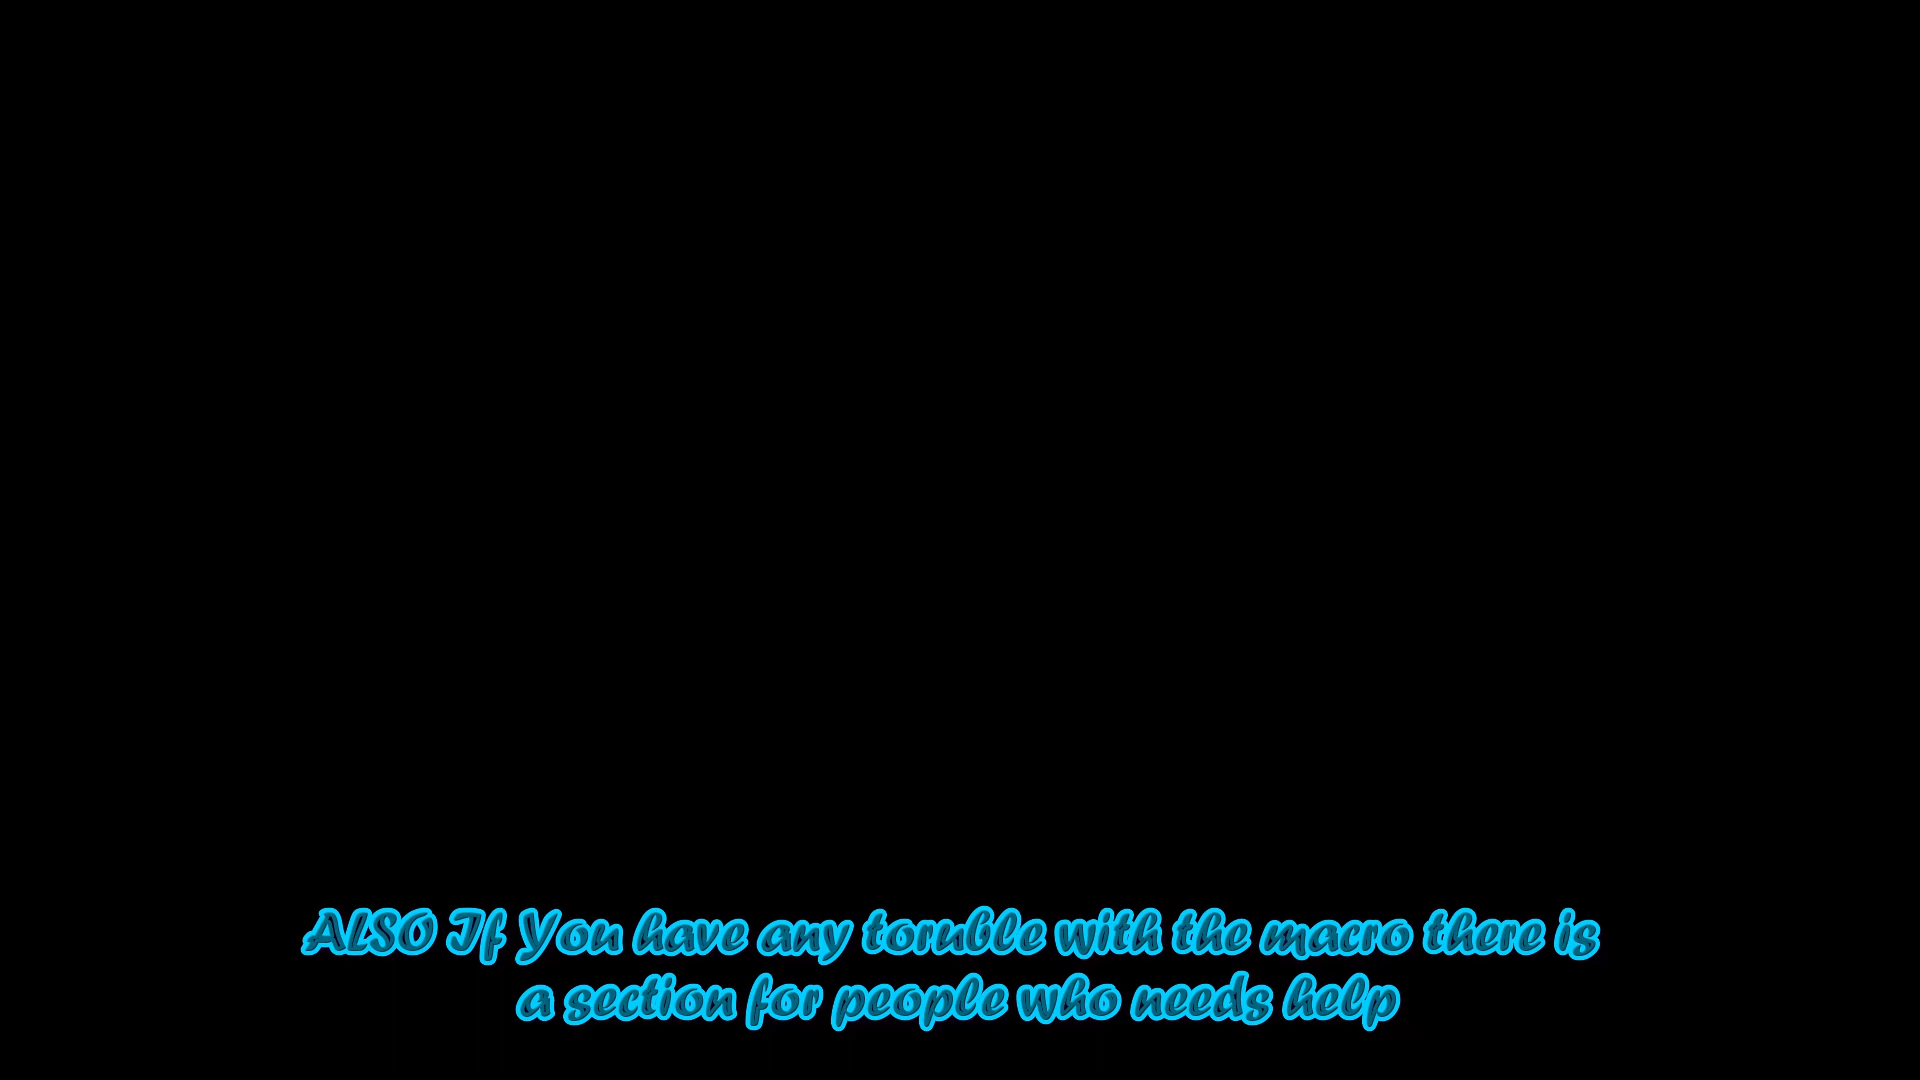 ALSO If You have any toruble with the macro there is
a section for people who needs help